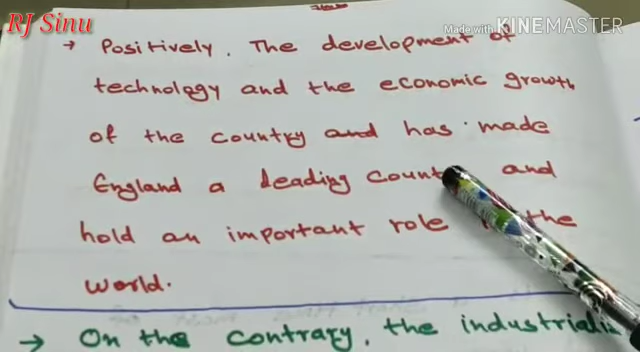 RJ Sinu
Made with KINEMASTER
→ Positively. The development of
technology and the economic growth
of the country and has made
England a leading count and
hold an important role the
world.
→ On the contrary, the industriali